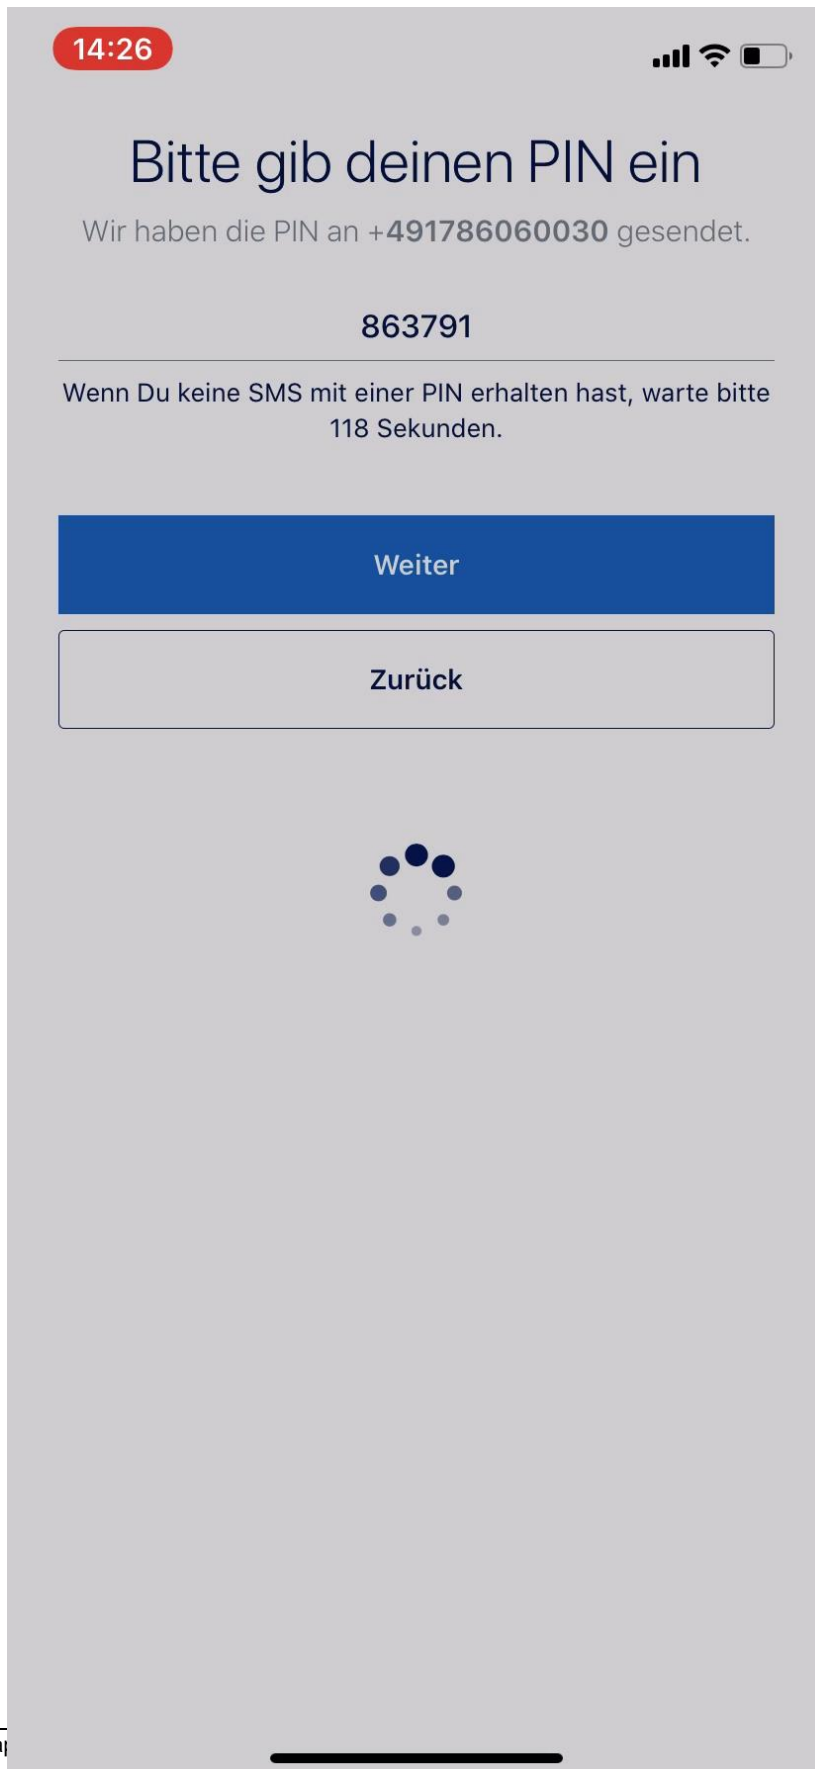 14:26
Bitte gib deinen PIN ein
Wir haben die PIN an +491786060030 gesendet.
863791
Wenn Du keine SMS mit einer PIN erhalten hast, warte bitte
118 Sekunden.
Weiter
Zurück